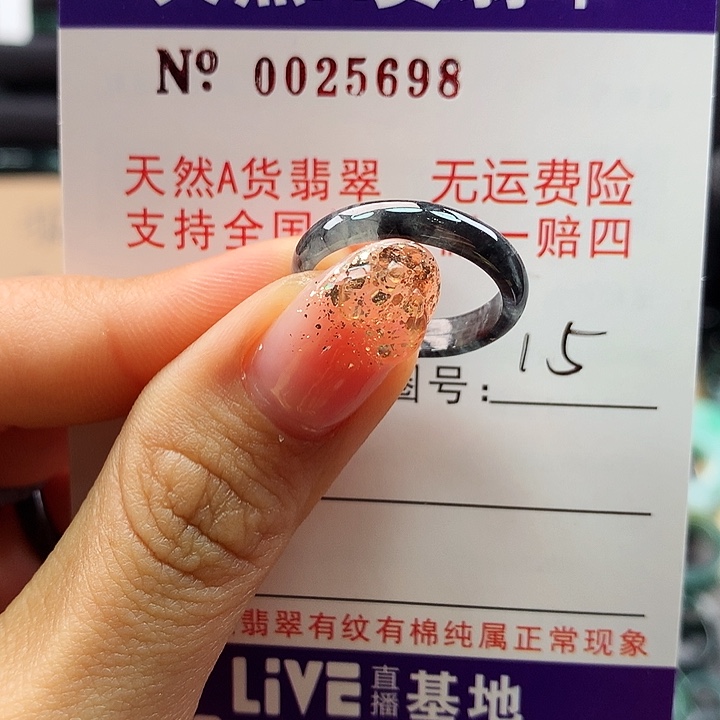 Nº 0025698
天然A货翡翠 无运费险
支持全国 一赔四
圈号: 15
翡翠有纹有棉纯属正常现象
LiVE 直播 基地